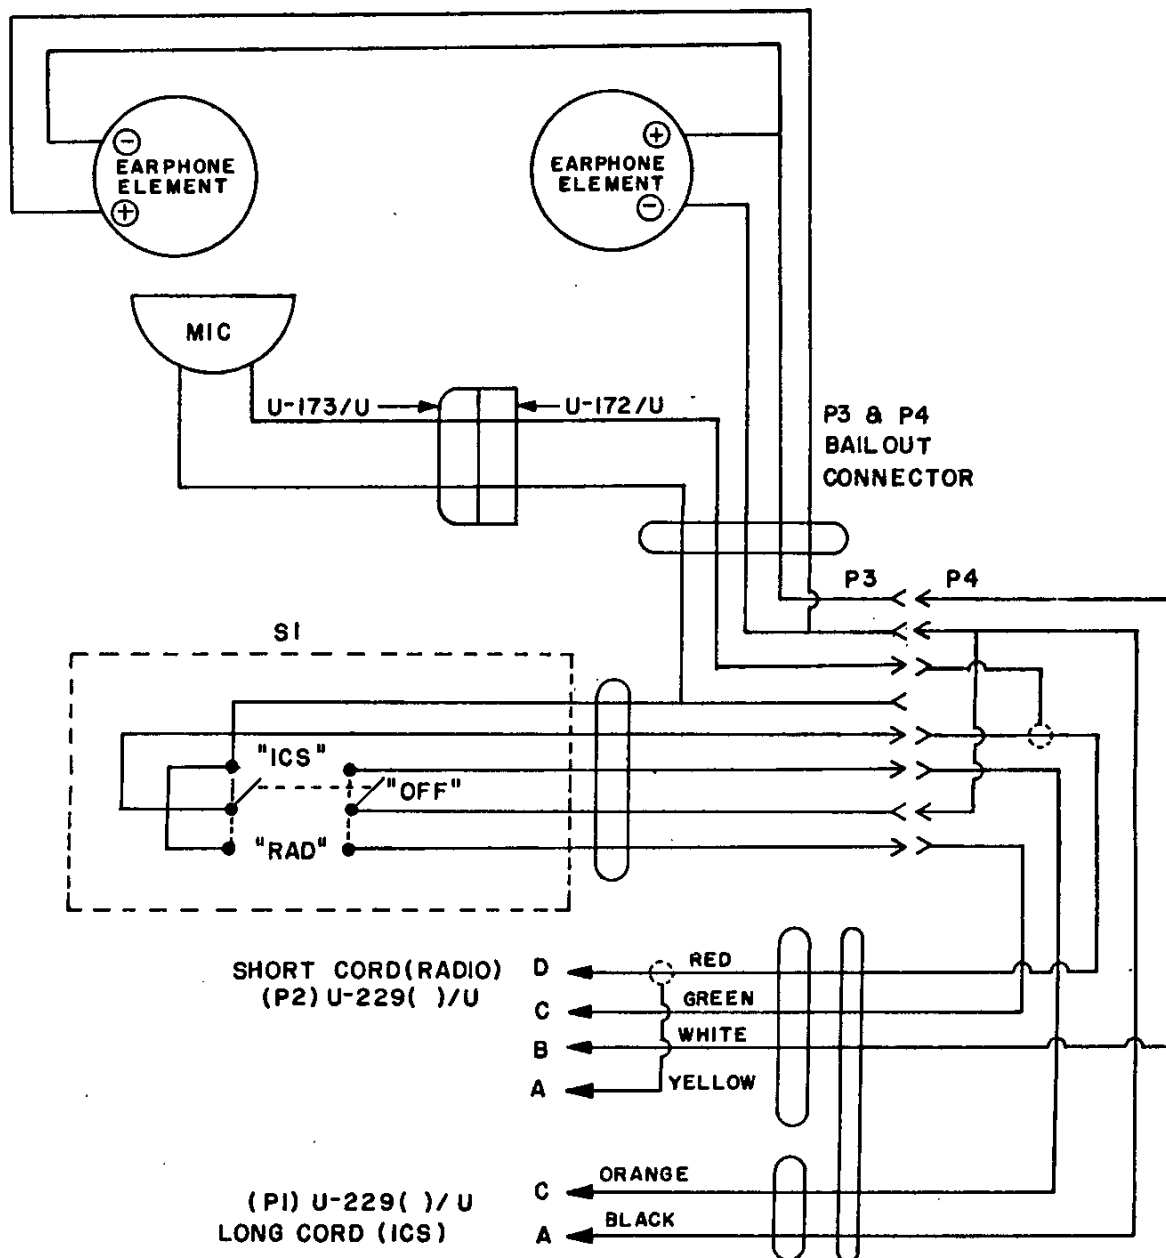 EARPHONE
ELEMENT
EARPHONE
ELEMENT
MIC
U-173/U
U-172/U
P3 & P4
BAILOUT
CONNECTOR
P3
P4
S1
"ICS"
"OFF"
"RAD"
SHORT CORD (RADIO)
(P2) U-229( )/U
D
RED
C
GREEN
B
WHITE
A
YELLOW
(P1) U-229( )/U
LONG CORD (ICS)
C
ORANGE
A
BLACK